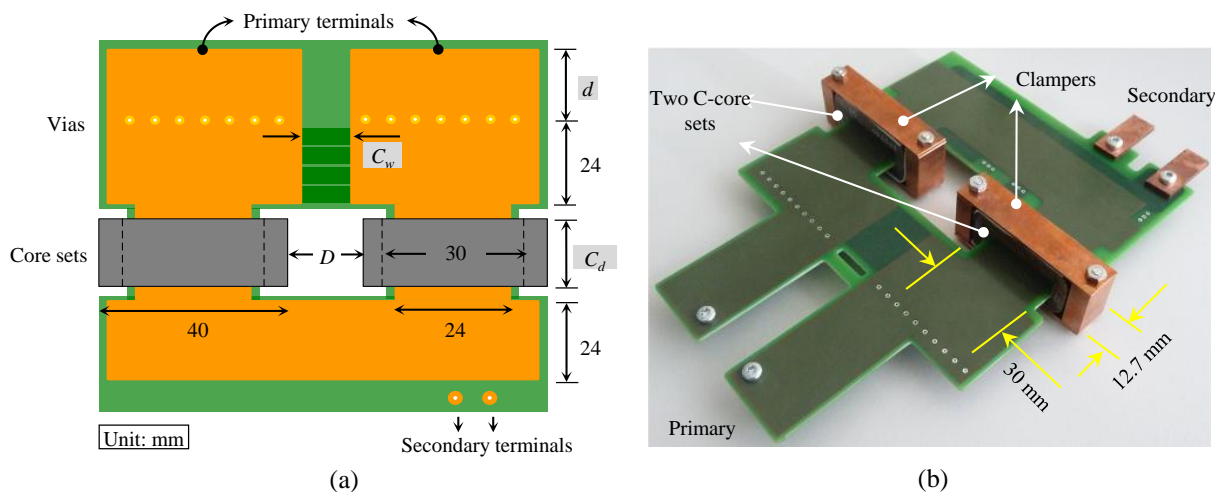 Primary terminals
d
Vias
24
C_w
Core sets
D
30
C_d
40
24
24
Unit: mm
Secondary terminals
(a)
Clampers
Two C-core
sets
Secondary
30 mm
12.7 mm
Primary
(b)